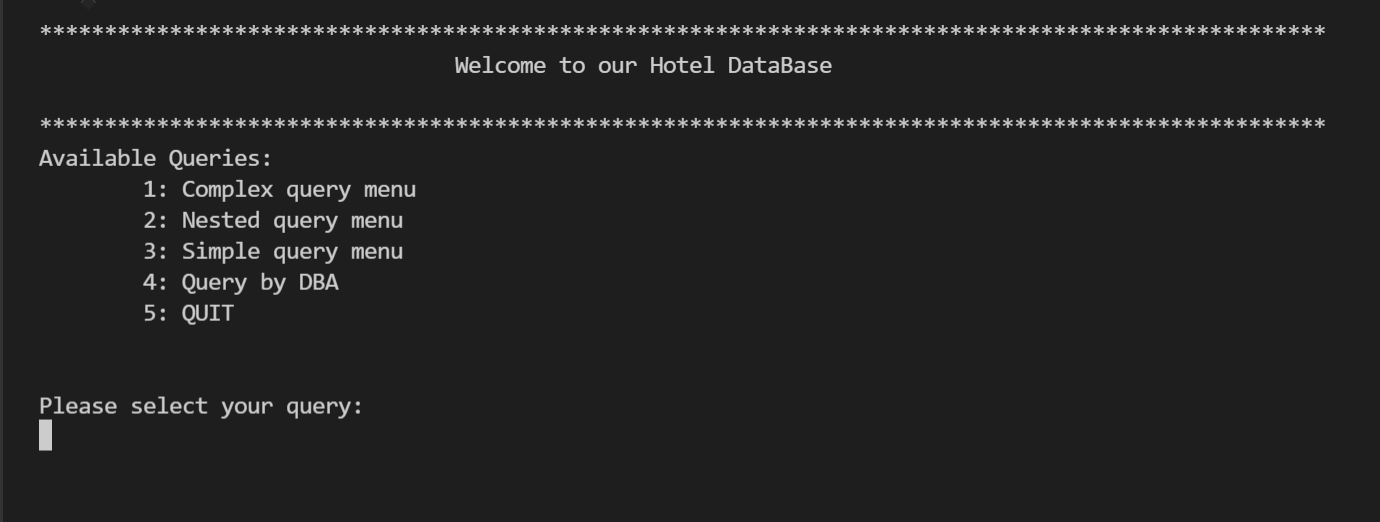 ***************************************************************************************************
Welcome to our Hotel DataBase
***************************************************************************************************
Available Queries:
1: Complex query menu
2: Nested query menu
3: Simple query menu
4: Query by DBA
5: QUIT
Please select your query: